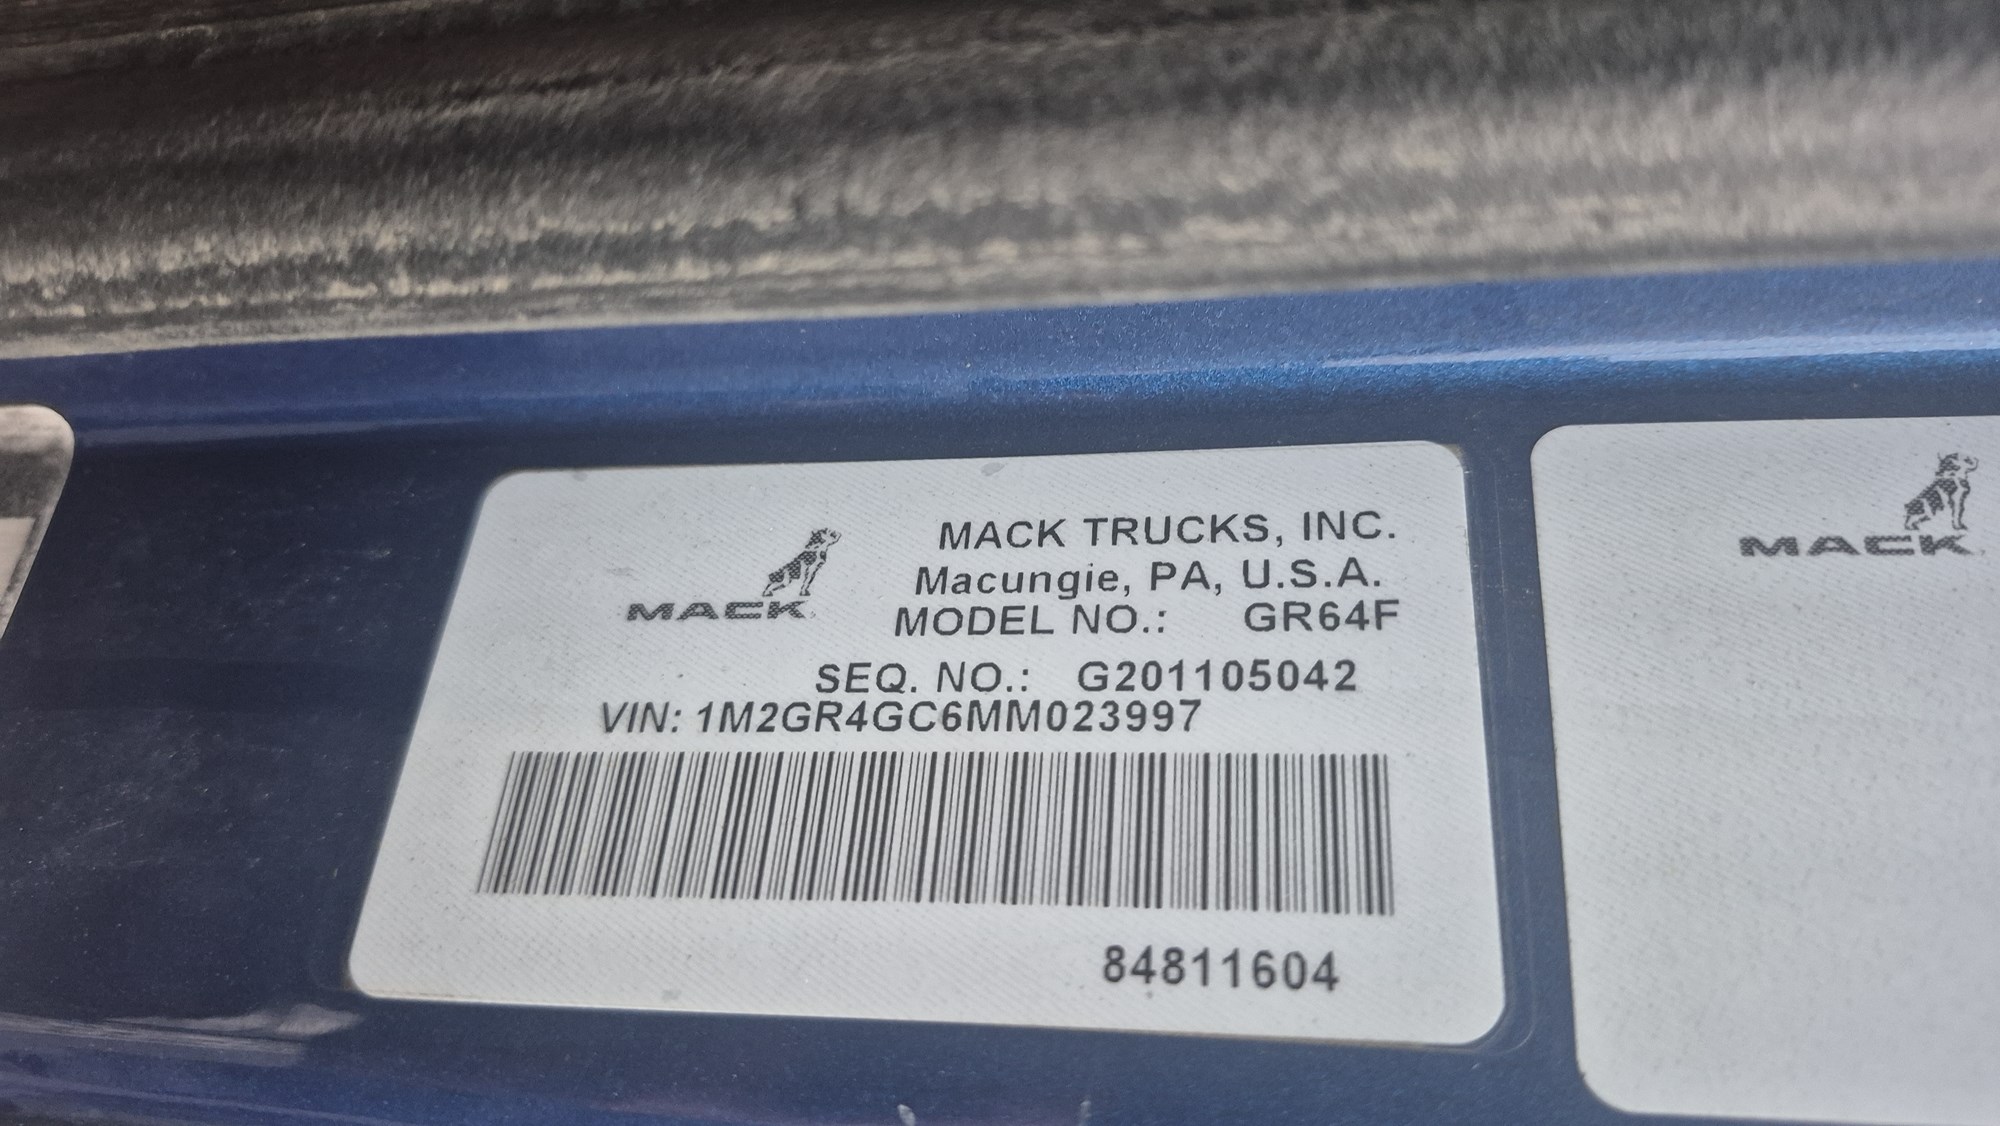 MACK
MACK TRUCKS, INC.
Macungie, PA, U.S.A.
MODEL NO.: GR64F
SEQ. NO.: G201105042
VIN: 1M2GR4GC6MM023997
84811604
MACK